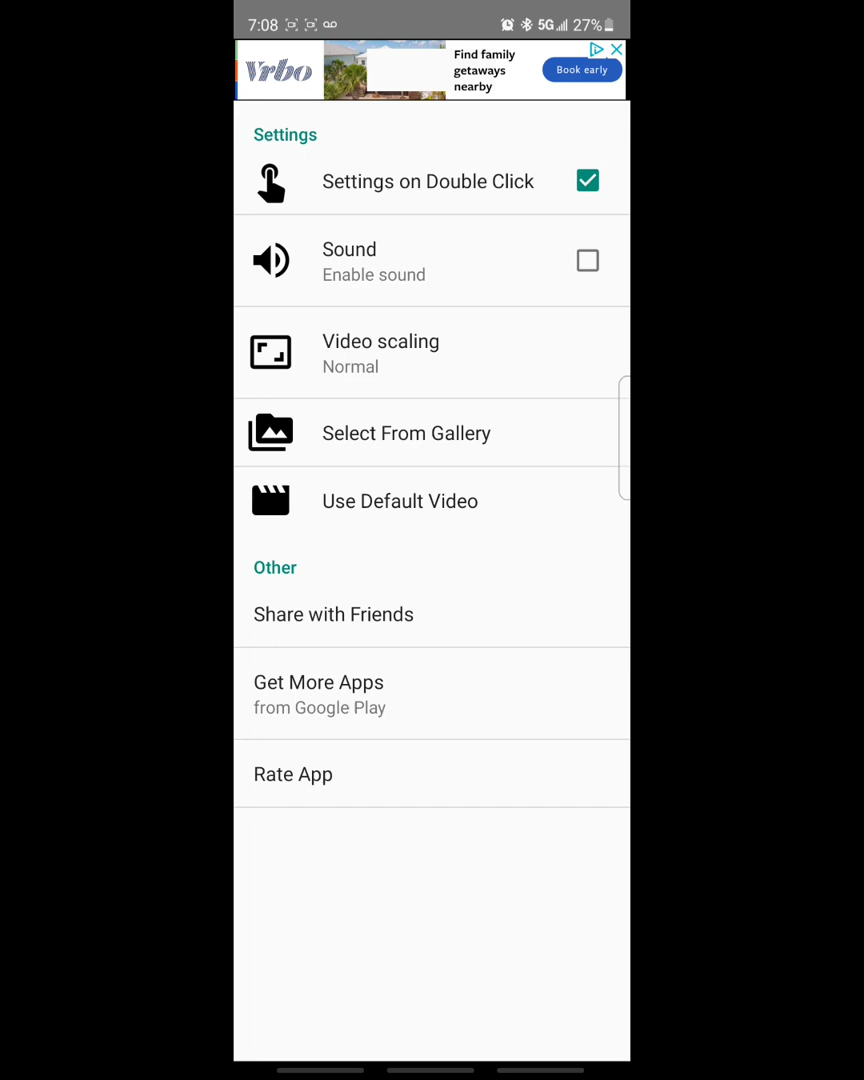 7:08 5G 27%
Vrbo
Find family
getaways
nearby
Book early
Settings
Settings on Double Click
Sound
Enable sound
Video scaling
Normal
Select From Gallery
Use Default Video
Other
Share with Friends
Get More Apps
from Google Play
Rate App